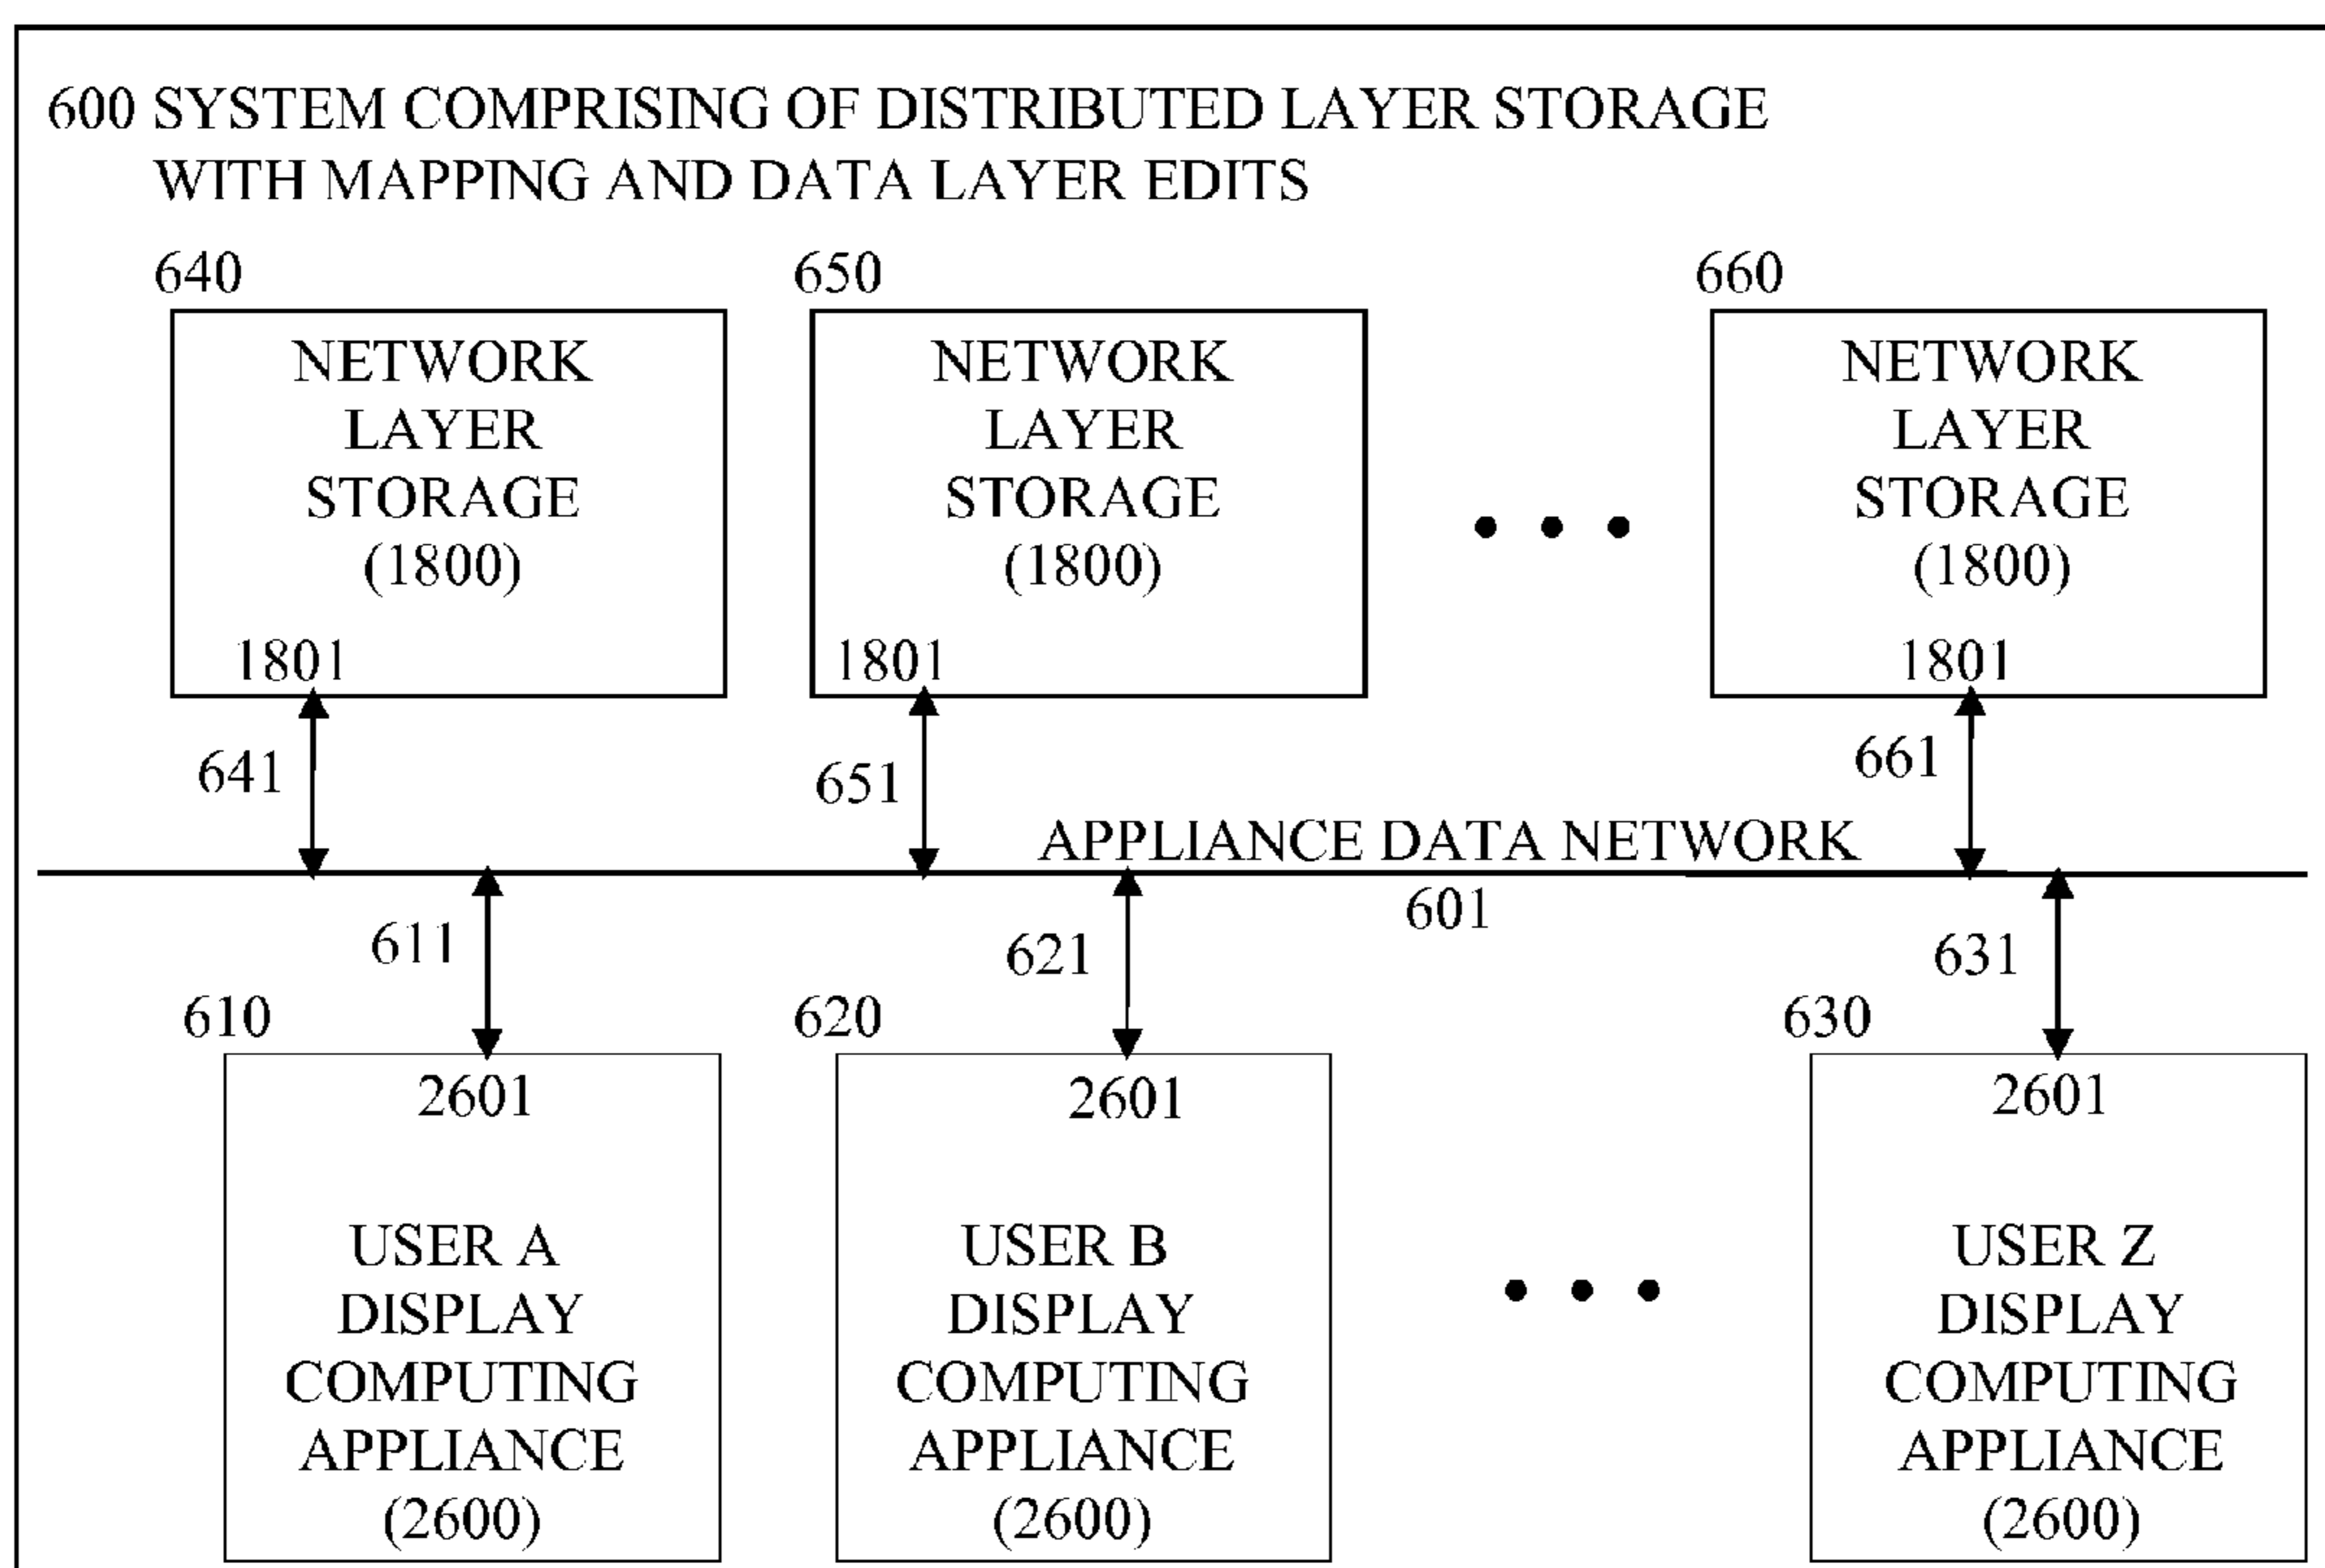 600 SYSTEM COMPRISING OF DISTRIBUTED LAYER STORAGE
WITH MAPPING AND DATA LAYER EDITS
640
NETWORK
LAYER
STORAGE
(1800)
1801
650
NETWORK
LAYER
STORAGE
(1800)
1801
660
NETWORK
LAYER
STORAGE
(1800)
1801
641
651
661
APPLIANCE DATA NETWORK
601
611
621
631
610
2601
USER A
DISPLAY
COMPUTING
APPLIANCE
(2600)
620
2601
USER B
DISPLAY
COMPUTING
APPLIANCE
(2600)
630
2601
USER Z
DISPLAY
COMPUTING
APPLIANCE
(2600)